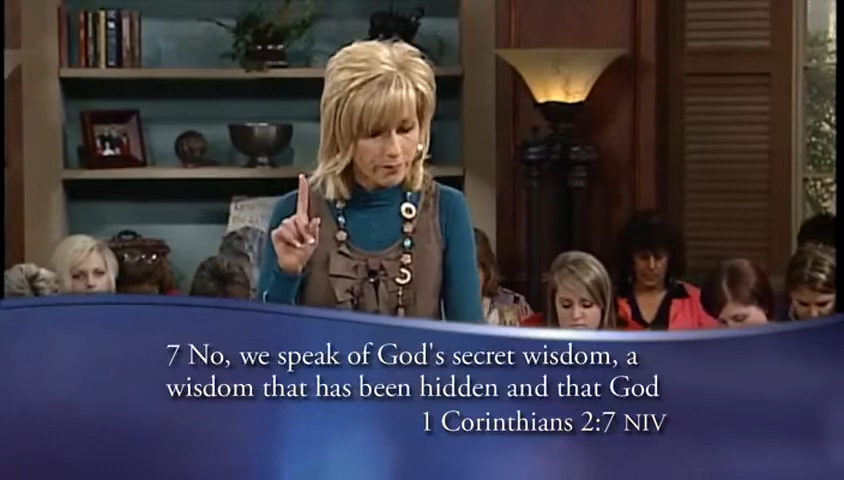 7 No, we speak of God's secret wisdom, a
wisdom that has been hidden and that God
1 Corinthians 2:7 NIV